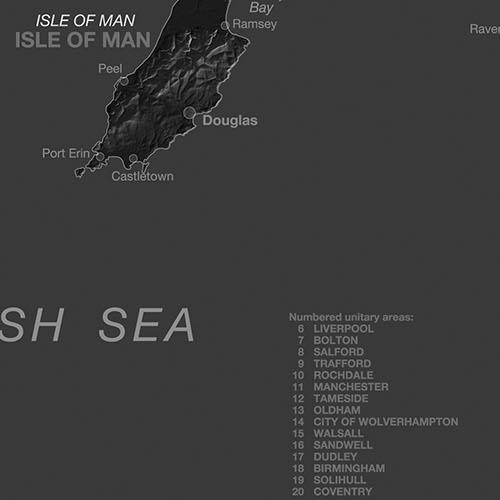 ISLE OF MAN
ISLE OF MAN
Bay
Ramsey
Peel
Douglas
Port Erin
Castletown
SH SEA
Numbered unitary areas:
6 LIVERPOOL
7 BOLTON
8 SALFORD
9 TRAFFORD
10 ROCHDALE
11 MANCHESTER
12 TAMESIDE
13 OLDHAM
14 CITY OF WOLVERHAMPTON
15 WALSALL
16 SANDWELL
17 DUDLEY
18 BIRMINGHAM
19 SOLIHULL
20 COVENTRY
Raver